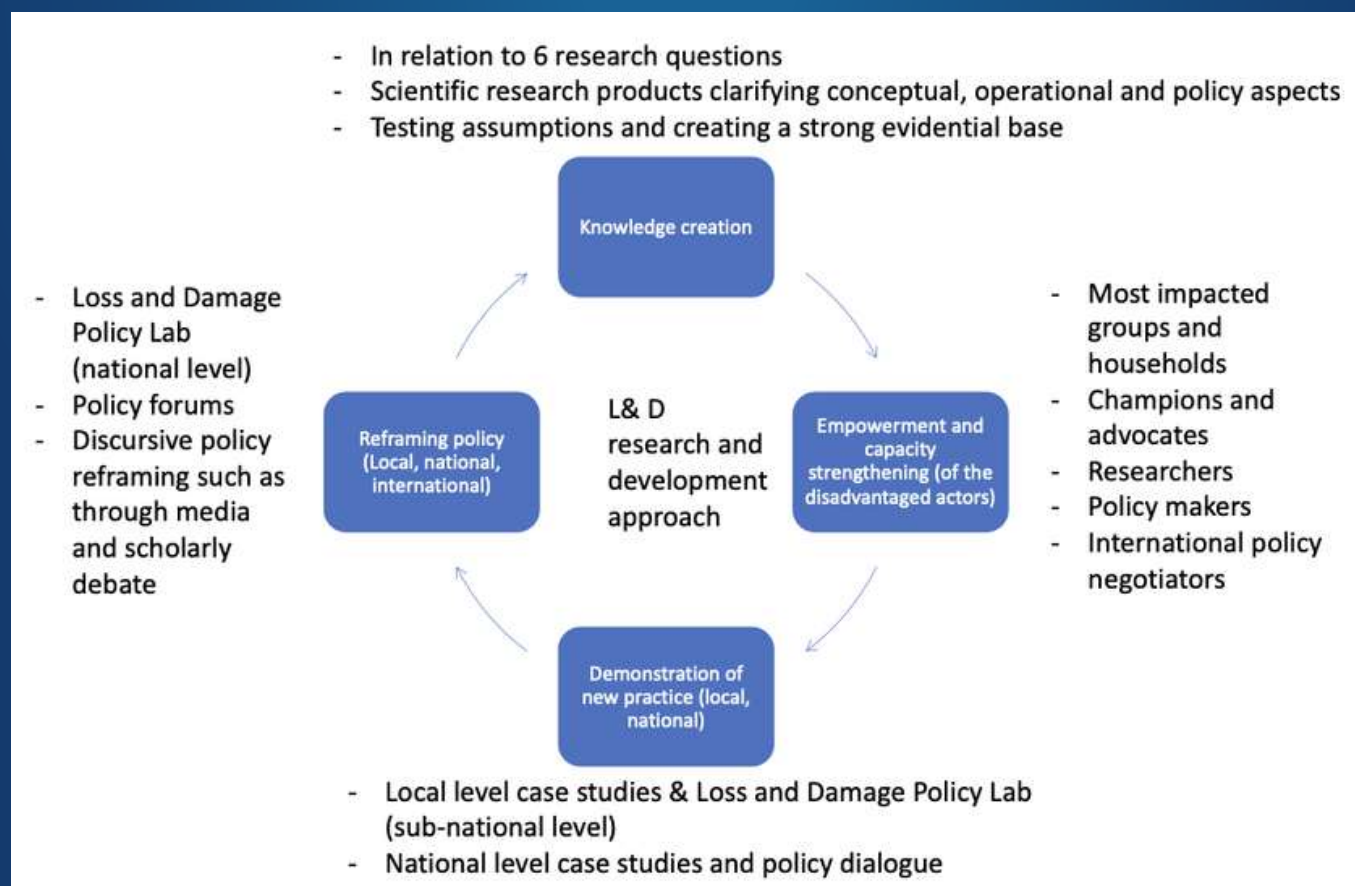 - In relation to 6 research questions
- Scientific research products clarifying conceptual, operational and policy aspects
- Testing assumptions and creating a strong evidential base
Knowledge creation
- Most impacted
groups and
households
- Champions and
advocates
- Researchers
- Policy makers
- International policy
negotiators
Empowerment and
capacity
strengthening (of the
disadvantaged actors)
L& D
research and
development
approach
Demonstration of
new practice (local,
national)
- Local level case studies & Loss and Damage Policy Lab
(sub-national level)
- National level case studies and policy dialogue
Reframing policy
(Local, national,
international)
- Loss and Damage
Policy Lab
(national level)
- Policy forums
- Discursive policy
reframing such as
through media
and scholarly
debate